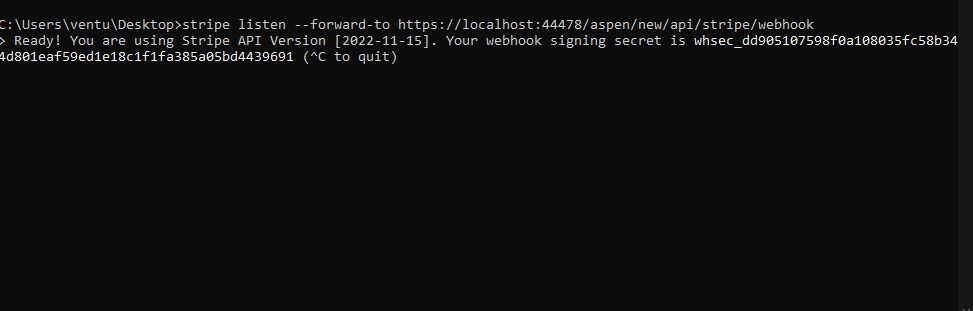 C:\Users\ventu\Desktop>stripe listen --forward-to https://localhost:44478/aspen/new/api/stripe/webhook
> Ready! You are using Stripe API Version [2022-11-15]. Your webhook signing secret is whsec_dd905107598f0a108035fc58b34
4d801eaf59ed1e18c1f1fa385a05bd4439691 (^C to quit)